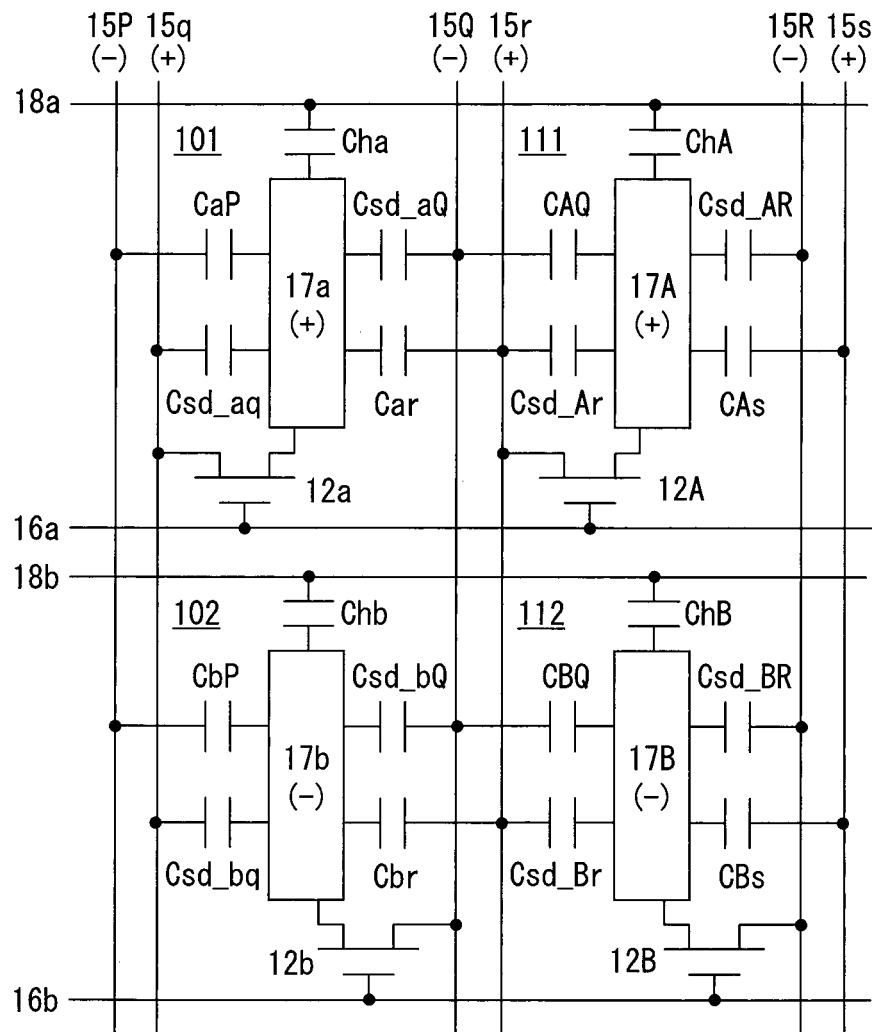 15P 15q 15Q 15r 15R 15s
(−) (+) (−) (+) (−) (+)
18a
101 Cha 111 ChA
CaP Csd_aQ CAQ Csd_AR
17a 17A
(+) (+)
Csd_aq Car Csd_Ar CAs
12a 12A
16a
18b
102 Chb 112 ChB
CbP Csd_bQ CBQ Csd_BR
17b 17B
(−) (−)
Csd_bq Cbr Csd_Br CBs
12b 12B
16b